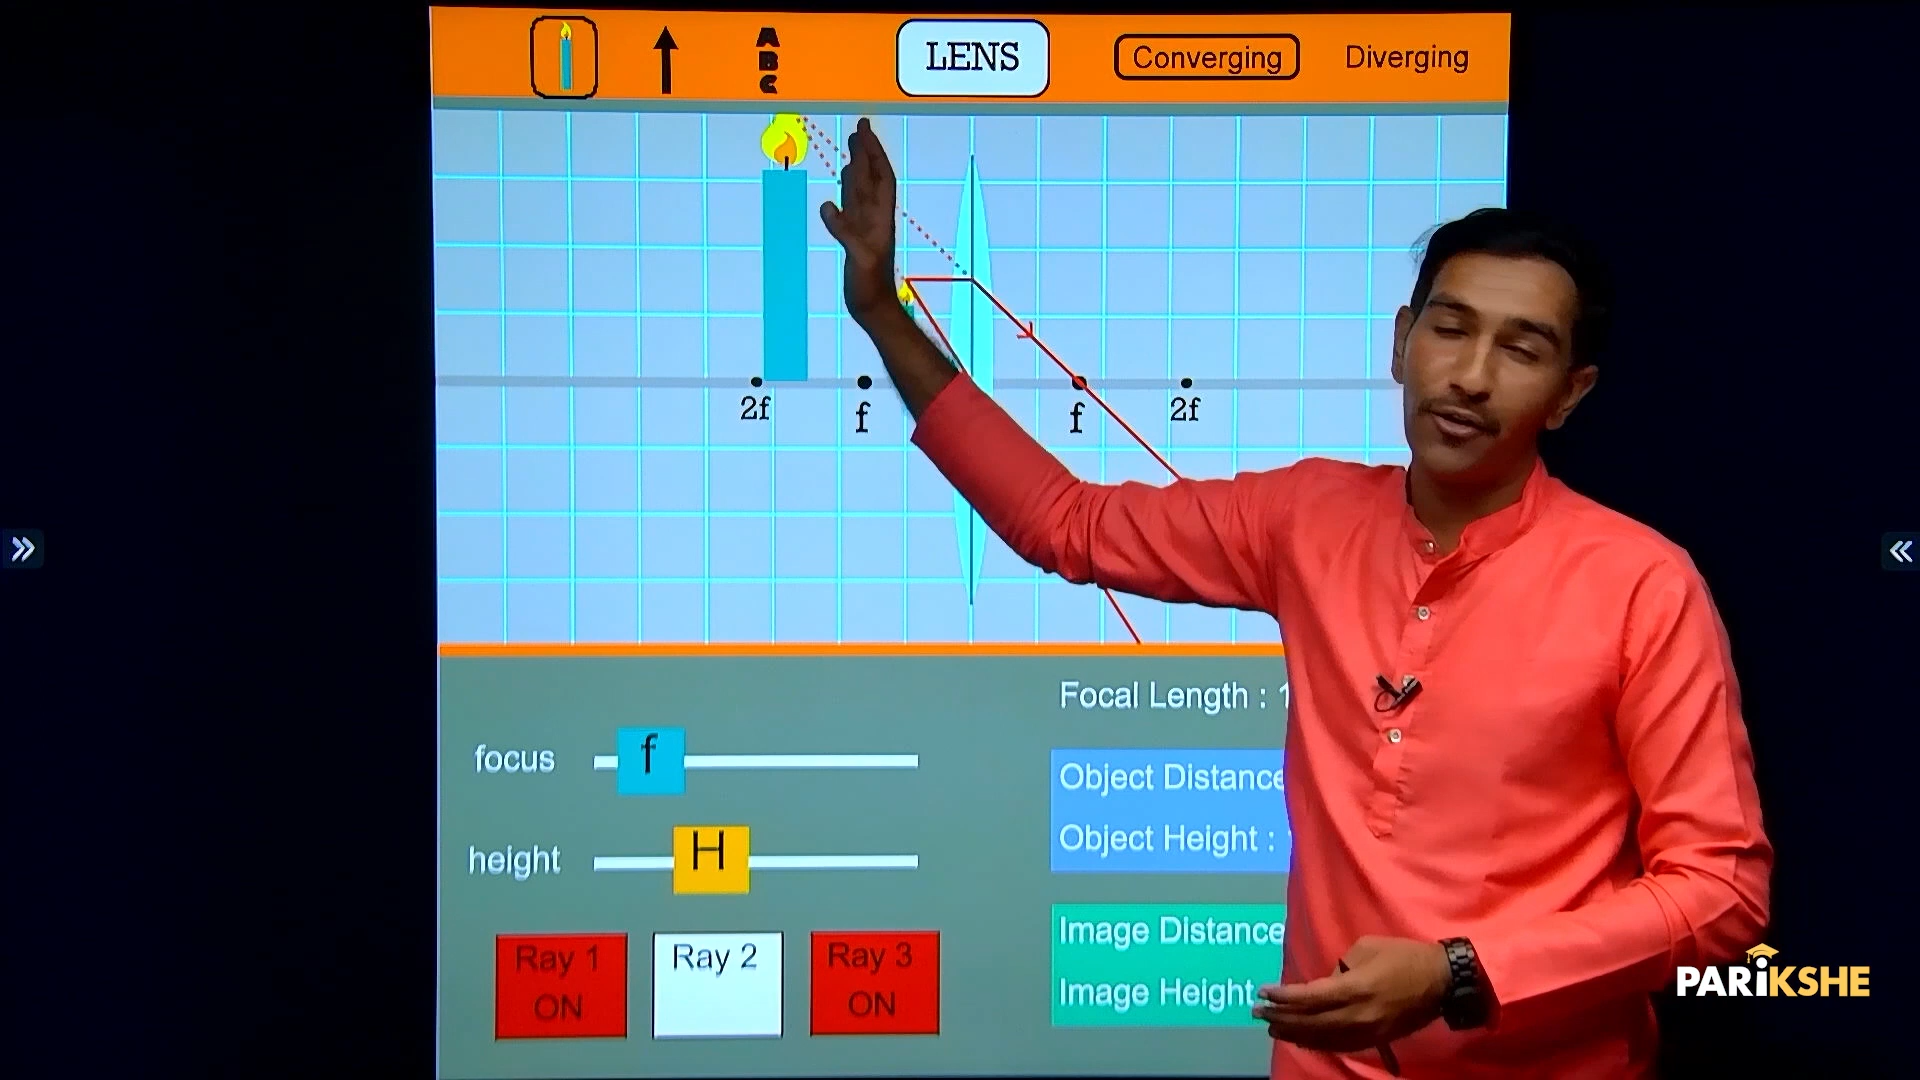 A
B
C
LENS
Converging
Diverging
2f
f
f
2f
focus
f
height
H
Ray 1
ON
Ray 2
Ray 3
ON
Focal Length : 1
Object Distance
Object Height :
Image Distance
Image Height
PARiKSHE